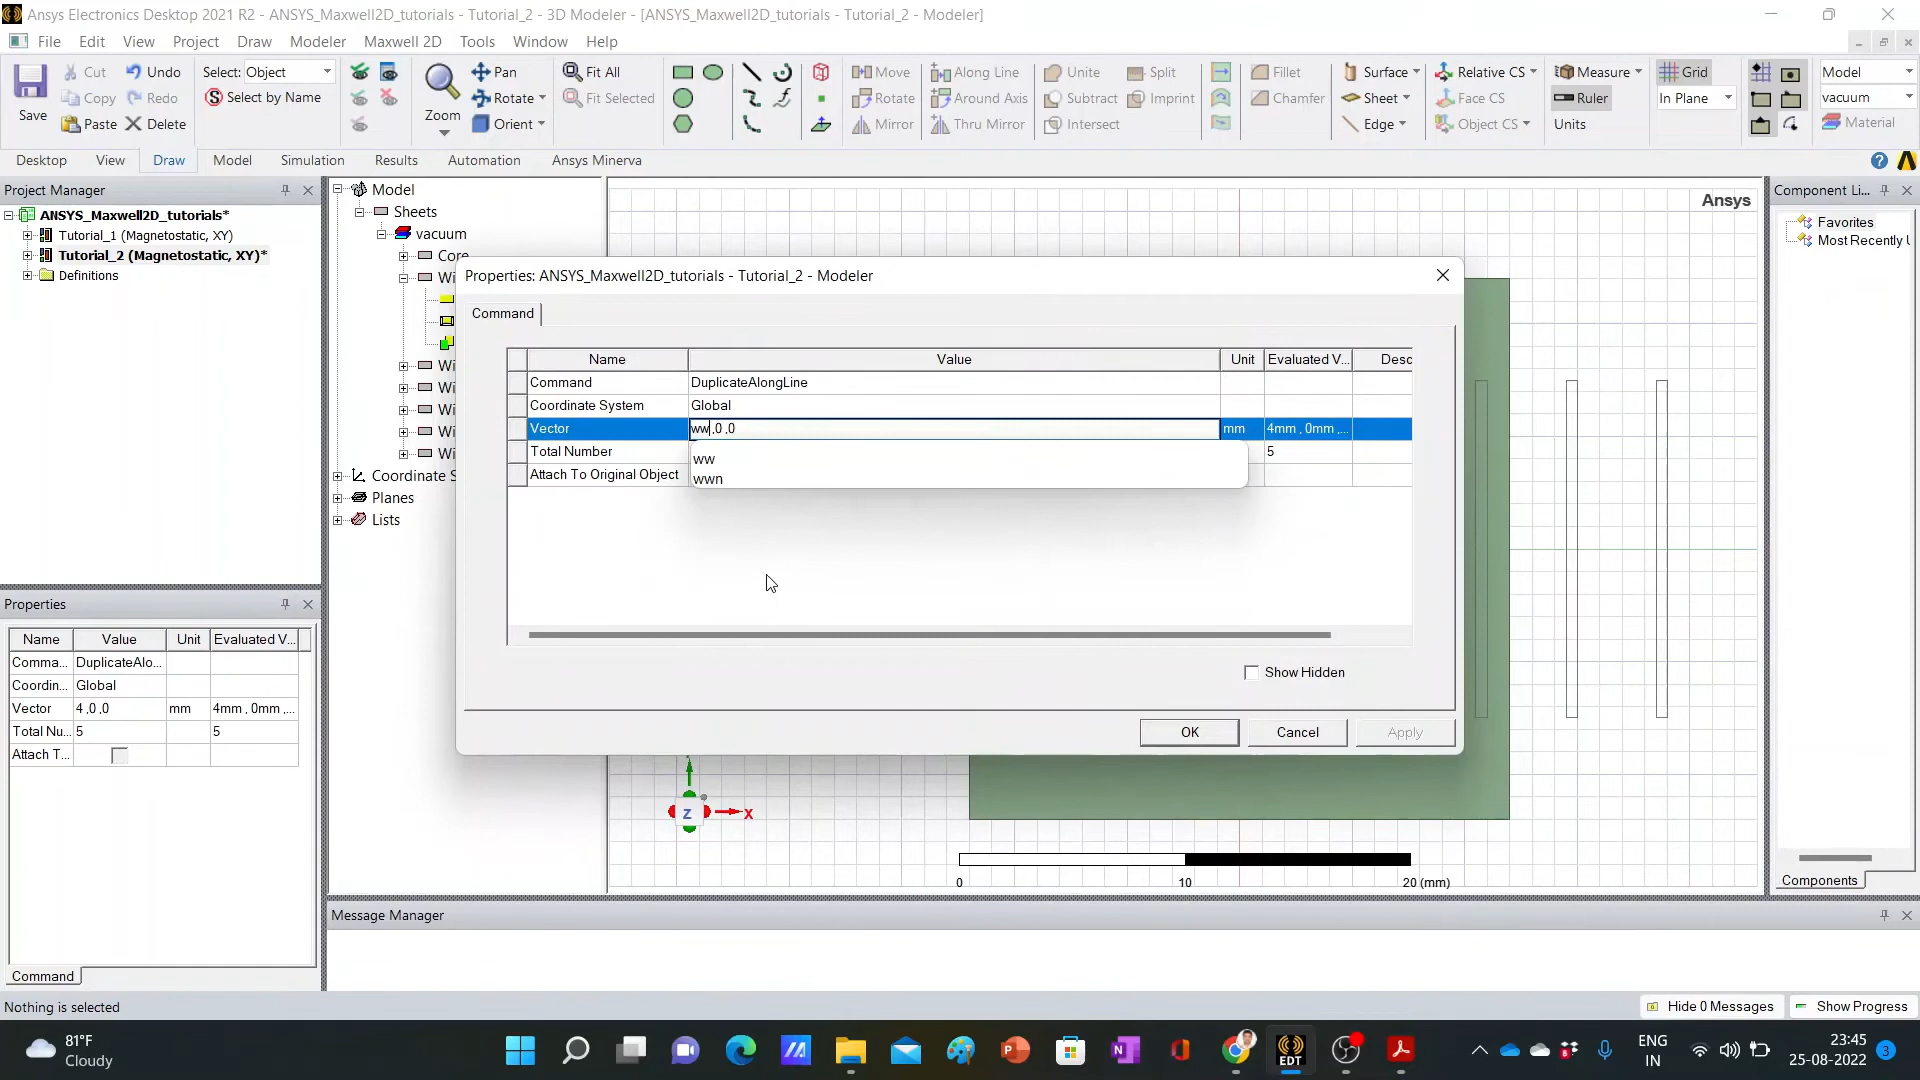 Ansys Electronics Desktop 2021 R2 - ANSYS_Maxwell2D_tutorials - Tutorial_2 - 3D Modeler - [ANSYS_Maxwell2D_tutorials - Tutorial_2 - Modeler]
File Edit View Project Draw Modeler Maxwell 2D Tools Window Help
Save
Cut Undo
Copy Redo
Paste Delete
Select: Object
Select by Name
Zoom
Pan
Rotate
Orient
Fit All
Fit Selected
Move Along Line
Rotate Around Axis
Mirror Thru Mirror
Unite Split
Subtract Imprint
Intersect
Fillet
Chamfer
Surface
Sheet
Edge
Relative CS
Face CS
Object CS
Measure
Ruler
Units
Grid
In Plane
Model
vacuum
Material
Desktop View Draw Model Simulation Results Automation Ansys Minerva
Project Manager
ANSYS_Maxwell2D_tutorials*
Tutorial_1 (Magnetostatic, XY)
Tutorial_2 (Magnetostatic, XY)*
Definitions
Model
Sheets
vacuum
Core
Wi
Wi
Wi
Wi
Wi
Wi
Coordinate S
Planes
Lists
Ansys
Component Li...
Favorites
Most Recently U
Components
Properties: ANSYS_Maxwell2D_tutorials - Tutorial_2 - Modeler
Command
Name Value Unit Evaluated V... Desc
Command DuplicateAlongLine
Coordinate System Global
Vector ww ,0 ,0 mm 4mm , 0mm ,...
Total Number 5
Attach To Original Object
ww
wwn
Show Hidden
OK Cancel Apply
Properties
Name Value Unit Evaluated V...
Comma... DuplicateAlo...
Coordin... Global
Vector 4 ,0 ,0 mm 4mm , 0mm ,...
Total Nu... 5 5
Attach T...
Command
Z X
0 10 20 (mm)
Message Manager
Nothing is selected
Hide 0 Messages Show Progress
81°F
Cloudy
EDT
ENG
IN
23:45
25-08-2022
3